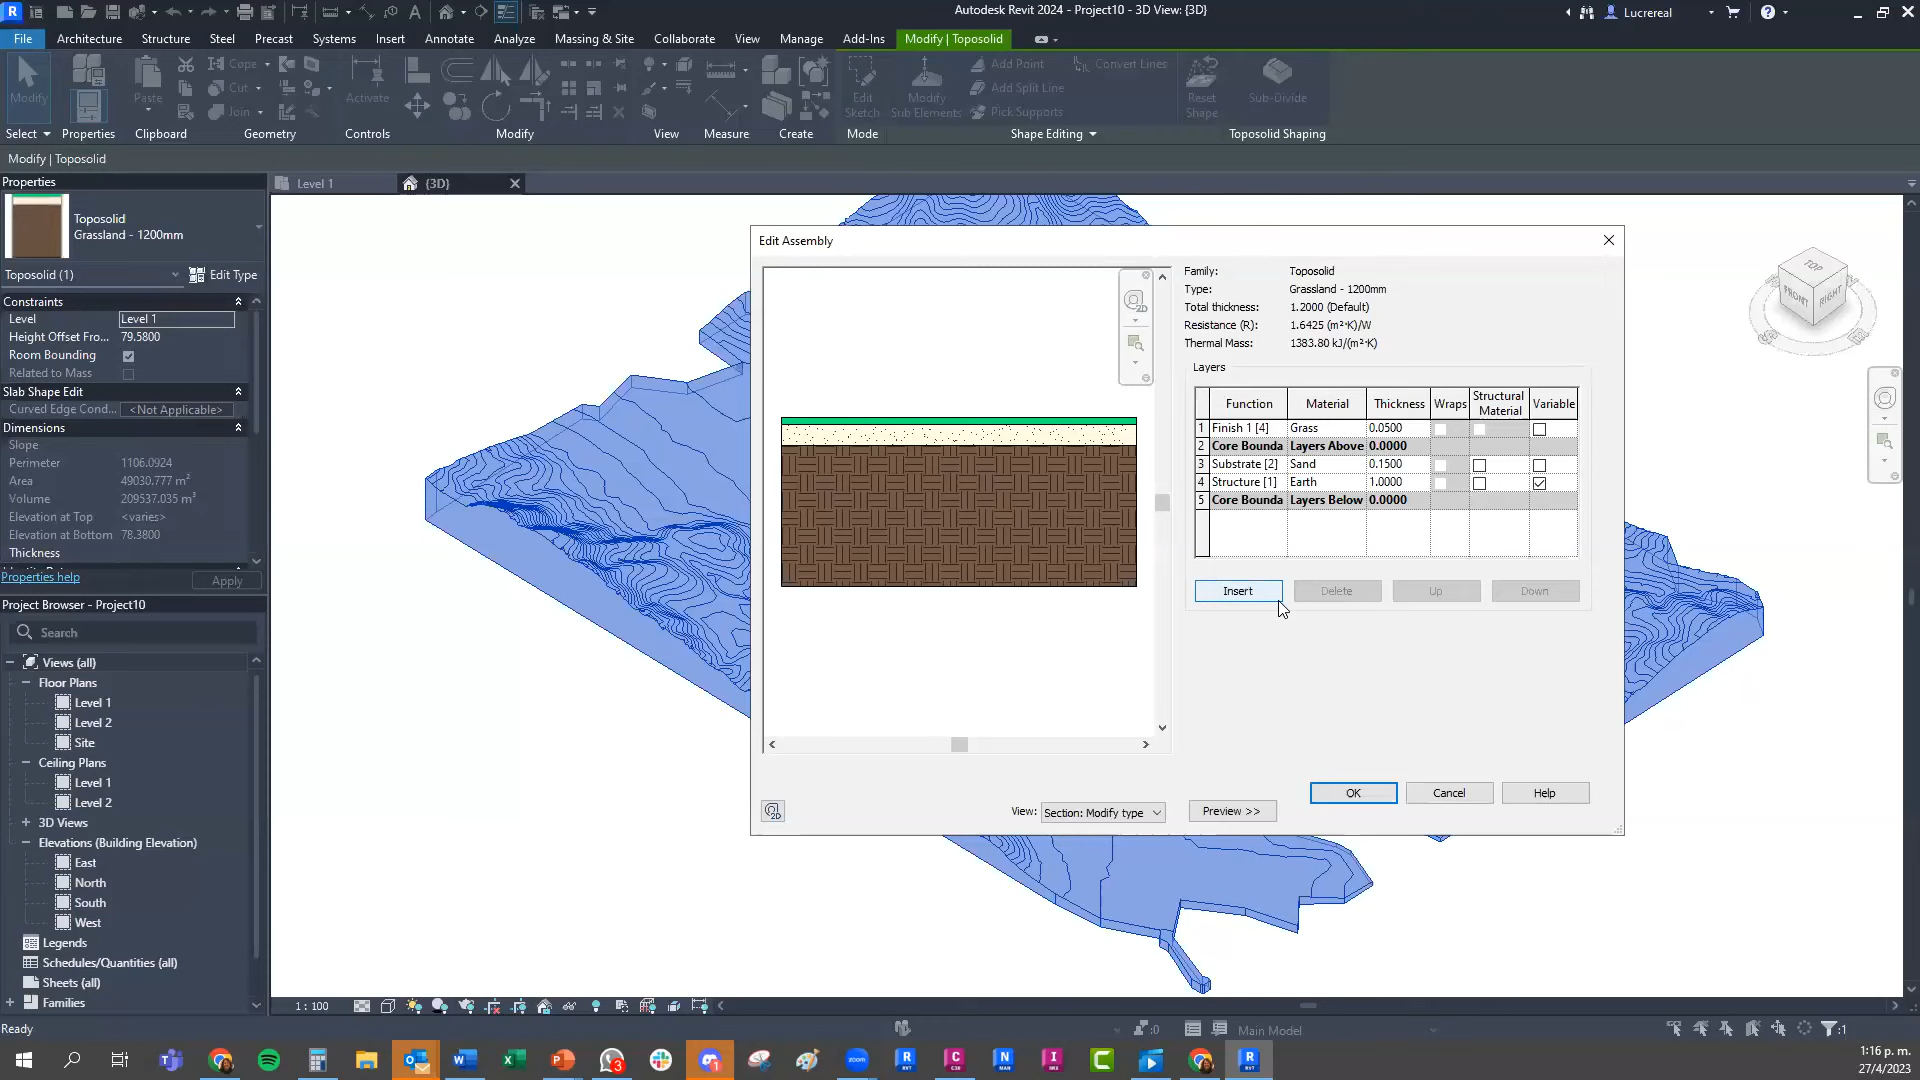 Autodesk Revit 2024 - Project10 - 3D View: {3D}
Lucrereal
File Architecture Structure Steel Precast Systems Insert Annotate Analyze Massing & Site Collaborate View Manage Add-Ins Modify | Toposolid
Modify
Paste
Cope
Cut
Join
Activate
Edit Sketch
Modify Sub Elements
Add Point
Add Split Line
Pick Supports
Convert Lines
Reset Shape
Sub-Divide
Select Properties Clipboard Geometry Controls Modify View Measure Create Mode Shape Editing Toposolid Shaping
Modify | Toposolid
Properties
Level 1
{3D}
Toposolid
Grassland - 1200mm
Toposolid (1)
Edit Type
Constraints
Level Level 1
Height Offset Fro... 79.5800
Room Bounding
Related to Mass
Slab Shape Edit
Curved Edge Cond... <Not Applicable>
Dimensions
Slope
Perimeter 1106.0924
Area 49030.777 m²
Volume 209537.035 m³
Elevation at Top <varies>
Elevation at Bottom 78.3800
Thickness
Properties help
Apply
Project Browser - Project10
Search
Views (all)
Floor Plans
Level 1
Level 2
Site
Ceiling Plans
Level 1
Level 2
3D Views
Elevations (Building Elevation)
East
North
South
West
Legends
Schedules/Quantities (all)
Sheets (all)
Families
Edit Assembly
Family: Toposolid
Type: Grassland - 1200mm
Total thickness: 1.2000 (Default)
Resistance (R): 1.6425 (m²·K)/W
Thermal Mass: 1383.80 kJ/(m²·K)
Layers
Function Material Thickness Wraps Structural Material Variable
1 Finish 1 [4] Grass 0.0500
2 Core Bounda Layers Above 0.0000
3 Substrate [2] Sand 0.1500
4 Structure [1] Earth 1.0000
5 Core Bounda Layers Below 0.0000
Insert Delete Up Down
OK Cancel Help
View: Section: Modify type
Preview >>
2D
2D
TOP
FRONT
RIGHT
1 : 100
Ready
:0
Main Model
:1
1:16 p. m.
27/4/2023